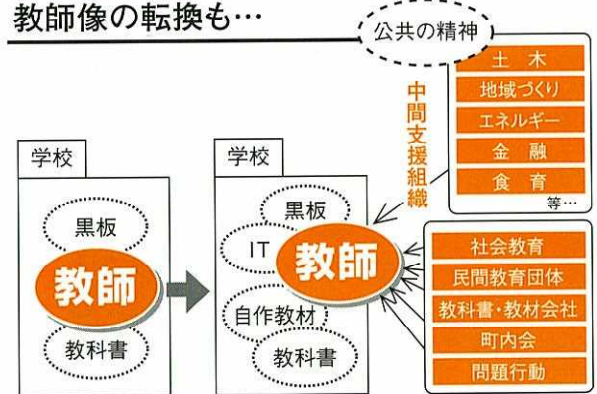 教師像の転換も…
公共の精神
土木
地域づくり
エネルギー
金融
食育
等…
中間支援組織
学校
黒板
教師
教科書
学校
黒板
IT
教師
自作教材
教科書
社会教育
民間教育団体
教科書・教材会社
町内会
問題行動